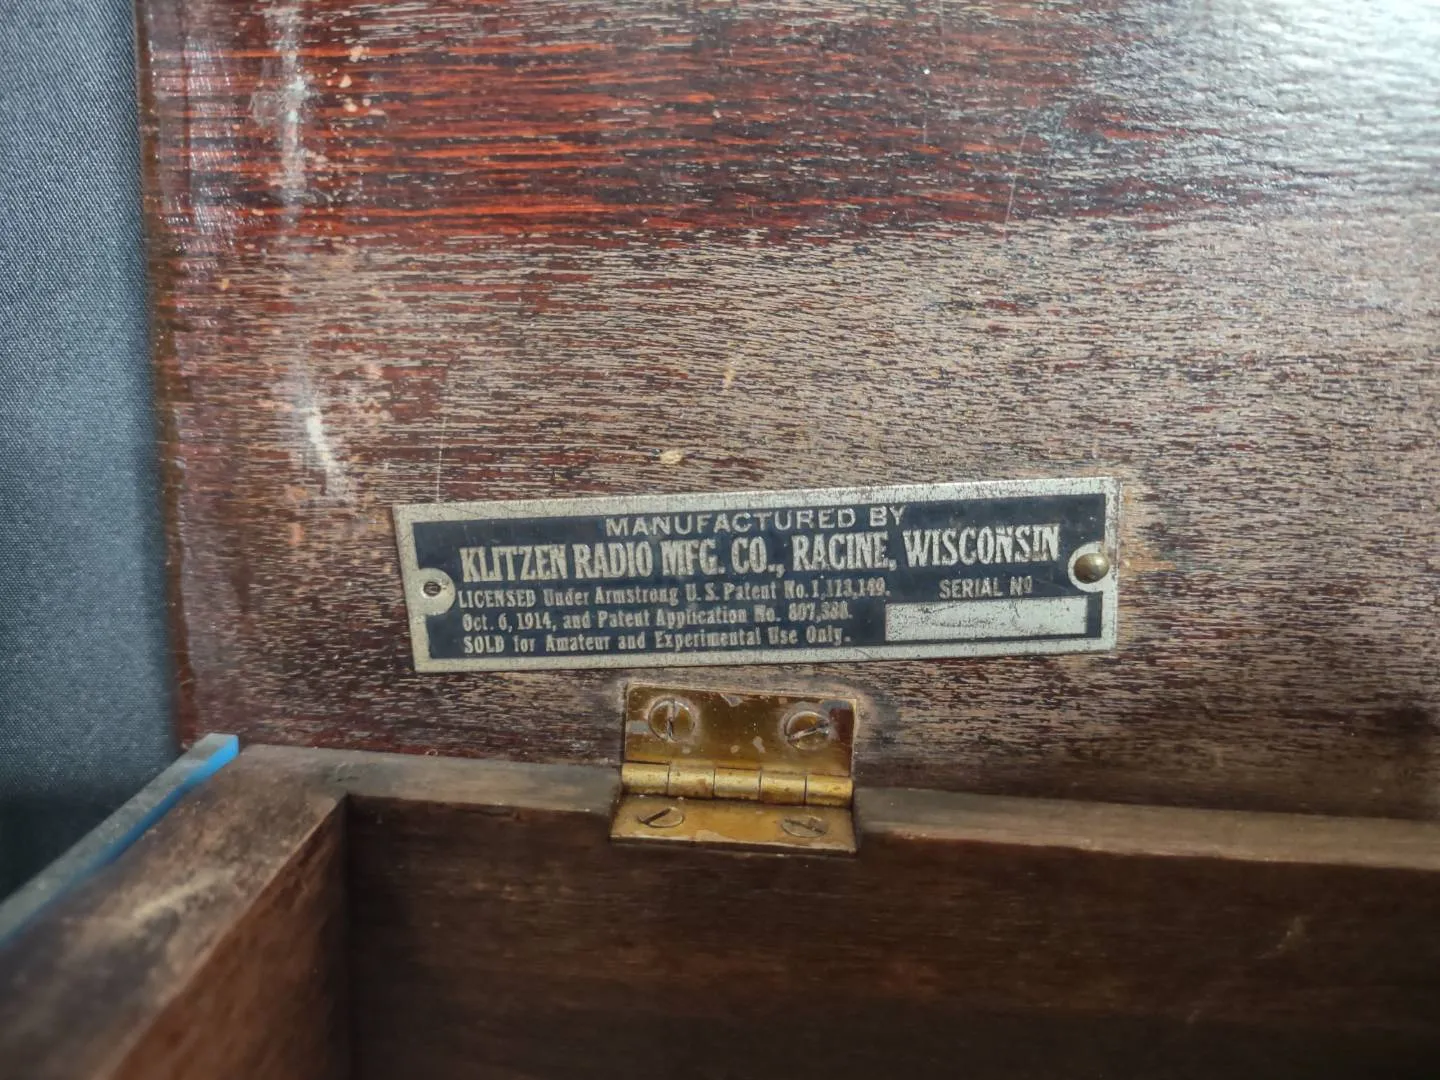 MANUFACTURED BY
KLITZEN RADIO MFG. CO., RACINE, WISCONSIN
LICENSED Under Armstrong U.S. Patent No. 1,113,149.
Oct. 6, 1914, and Patent Application No. 807,388.
SOLD for Amateur and Experimental Use Only.
SERIAL No